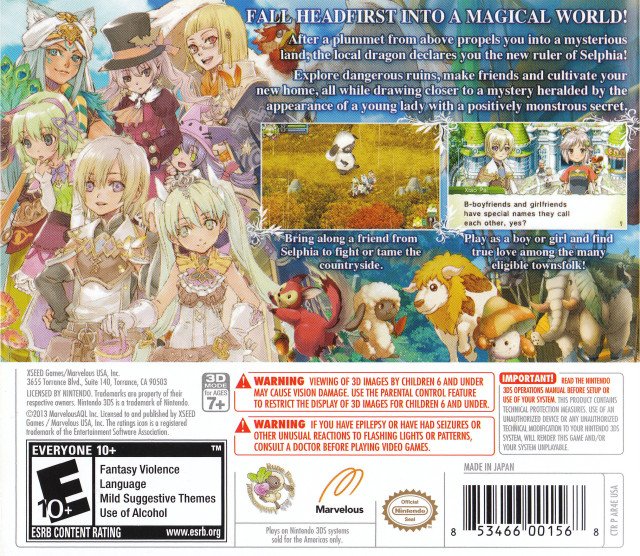 FALL HEADFIRST INTO A MAGICAL WORLD!
After a plummet from above propels you into a mysterious
land, the local dragon declares you the new ruler of Selphia!
Explore dangerous ruins, make friends and cultivate your
new home, all while drawing closer to a mystery heralded by the
appearance of a young lady with a positively monstrous secret.
Xiao Pai
B-boyfriends and girlfriends
have special names they call
each other, yes?
Bring along a friend from
Selphia to fight or tame the
countryside.
Play as a boy or girl and find
true love among the many
eligible townsfolk!
XSEED Games/Marvelous USA, Inc.
3655 Torrance Blvd., Suite 140, Torrance, CA 90503
LICENSED BY NINTENDO. Trademarks are property of their
respective owners. Nintendo 3DS is a trademark of Nintendo.
©2013 MarvelousAQL Inc. Licensed to and published by XSEED
Games / Marvelous USA, Inc. The ratings icon is a registered
trademark of the Entertainment Software Association.
3D
MODE
for AGES
7+
WARNING VIEWING OF 3D IMAGES BY CHILDREN 6 AND UNDER
MAY CAUSE VISION DAMAGE. USE THE PARENTAL CONTROL FEATURE
TO RESTRICT THE DISPLAY OF 3D IMAGES FOR CHILDREN 6 AND UNDER.
WARNING IF YOU HAVE EPILEPSY OR HAVE HAD SEIZURES OR
OTHER UNUSUAL REACTIONS TO FLASHING LIGHTS OR PATTERNS,
CONSULT A DOCTOR BEFORE PLAYING VIDEO GAMES.
IMPORTANT! READ THE NINTENDO
3DS OPERATIONS MANUAL BEFORE SETUP OR
USE OF YOUR SYSTEM. THIS PRODUCT CONTAINS
TECHNICAL PROTECTION MEASURES. USE OF AN
UNAUTHORIZED DEVICE OR ANY UNAUTHORIZED
TECHNICAL MODIFICATION TO YOUR NINTENDO 3DS
SYSTEM, WILL RENDER THIS GAME AND/OR
YOUR SYSTEM UNPLAYABLE.
EVERYONE 10+
E
10+
TM
Fantasy Violence
Language
Mild Suggestive Themes
Use of Alcohol
ESRB CONTENT RATING www.esrb.org
Marvelous
Official
Nintendo
Seal
Plays on Nintendo 3DS systems
sold for the Americas only.
MADE IN JAPAN
8 53466 00156 8
CTR P AR4E USA